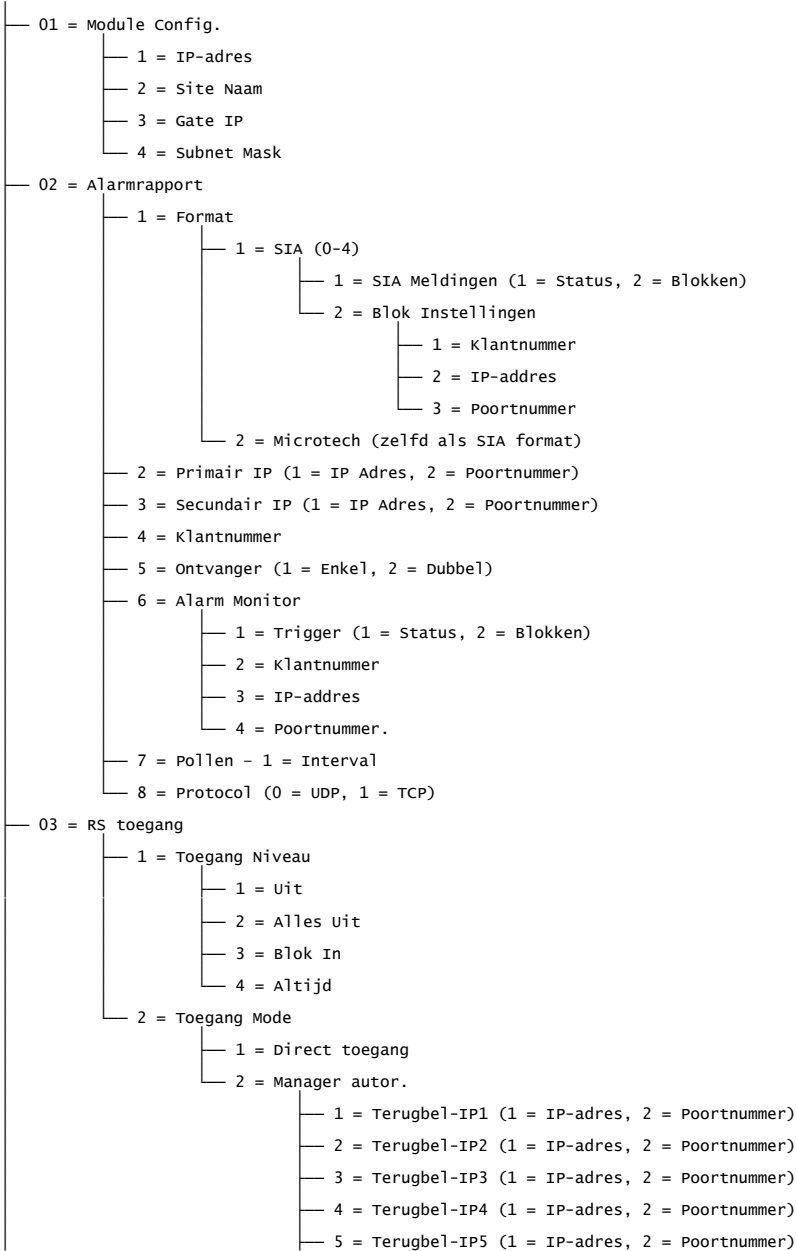 01 = Module Config.
1 = IP-adres
2 = Site Naam
3 = Gate IP
4 = Subnet Mask
02 = Alarmrapport
1 = Format
1 = SIA (0-4)
1 = SIA Meldingen (1 = Status, 2 = Blokken)
2 = Blok Instellingen
1 = Klantnummer
2 = IP-addres
3 = Poortnummer
2 = Microtech (zelfd als SIA format)
2 = Primair IP (1 = IP Adres, 2 = Poortnummer)
3 = Secundair IP (1 = IP Adres, 2 = Poortnummer)
4 = Klantnummer
5 = Ontvanger (1 = Enkel, 2 = Dubbel)
6 = Alarm Monitor
1 = Trigger (1 = Status, 2 = Blokken)
2 = Klantnummer
3 = IP-addres
4 = Poortnummer.
7 = Pollen – 1 = Interval
8 = Protocol (0 = UDP, 1 = TCP)
03 = RS toegang
1 = Toegang Niveau
1 = Uit
2 = Alles Uit
3 = Blok In
4 = Altijd
2 = Toegang Mode
1 = Direct toegang
2 = Manager autor.
1 = Terugbel-IP1 (1 = IP-adres, 2 = Poortnummer)
2 = Terugbel-IP2 (1 = IP-adres, 2 = Poortnummer)
3 = Terugbel-IP3 (1 = IP-adres, 2 = Poortnummer)
4 = Terugbel-IP4 (1 = IP-adres, 2 = Poortnummer)
5 = Terugbel-IP5 (1 = IP-adres, 2 = Poortnummer)